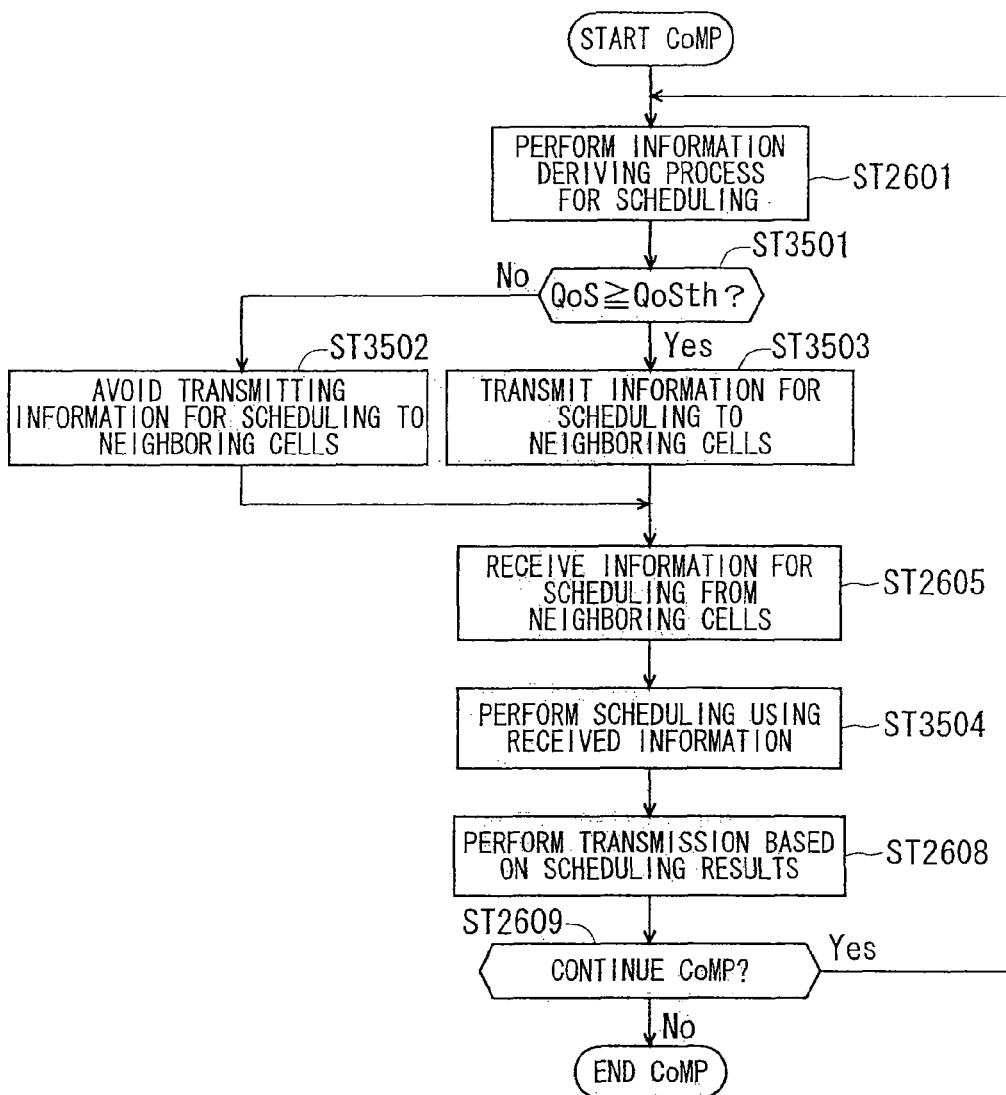 START CoMP
PERFORM INFORMATION
DERIVING PROCESS
FOR SCHEDULING
ST2601
ST3501
No
QoS≧QoSth?
Yes
ST3502
ST3503
AVOID TRANSMITTING
INFORMATION FOR SCHEDULING TO
NEIGHBORING CELLS
TRANSMIT INFORMATION FOR
SCHEDULING TO
NEIGHBORING CELLS
RECEIVE INFORMATION FOR
SCHEDULING FROM
NEIGHBORING CELLS
ST2605
PERFORM SCHEDULING USING
RECEIVED INFORMATION
ST3504
PERFORM TRANSMISSION BASED
ON SCHEDULING RESULTS
ST2608
ST2609
CONTINUE CoMP?
Yes
No
END CoMP